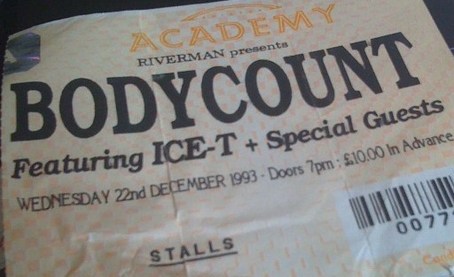 ACADEMY
RIVERMAN presents
BODYCOUNT
Featuring ICE-T + Special Guests
WEDNESDAY 22nd DECEMBER 1993 - Doors 7pm : £10.00 In Advance
0077
STALLS